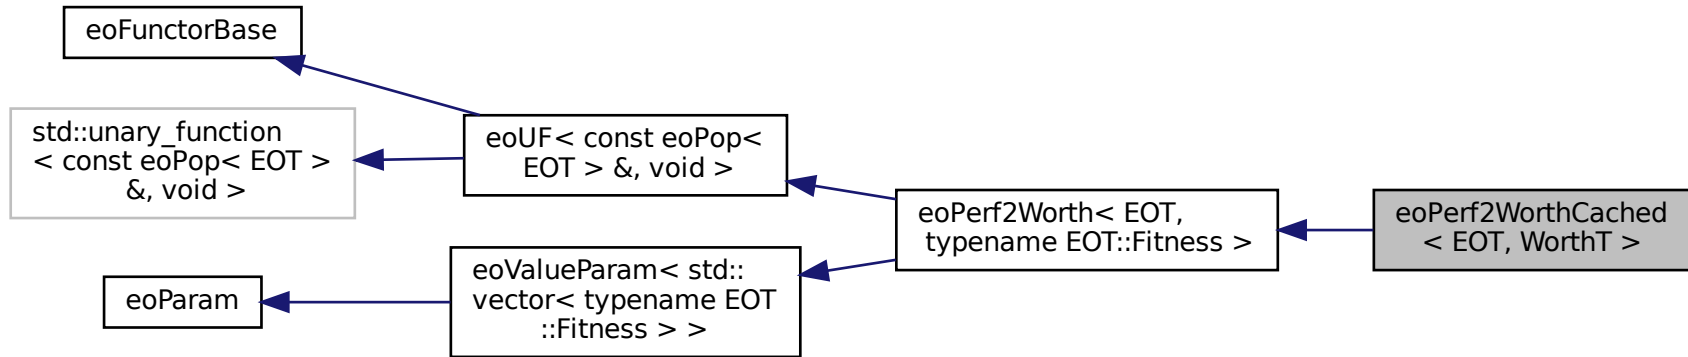 eoFunctorBase
std::unary_function
< const eoPop< EOT >
&, void >
eoUF< const eoPop<
EOT > &, void >
eoParam
eoValueParam< std::
vector< typename EOT
::Fitness > >
eoPerf2Worth< EOT,
typename EOT::Fitness >
eoPerf2WorthCached
< EOT, WorthT >